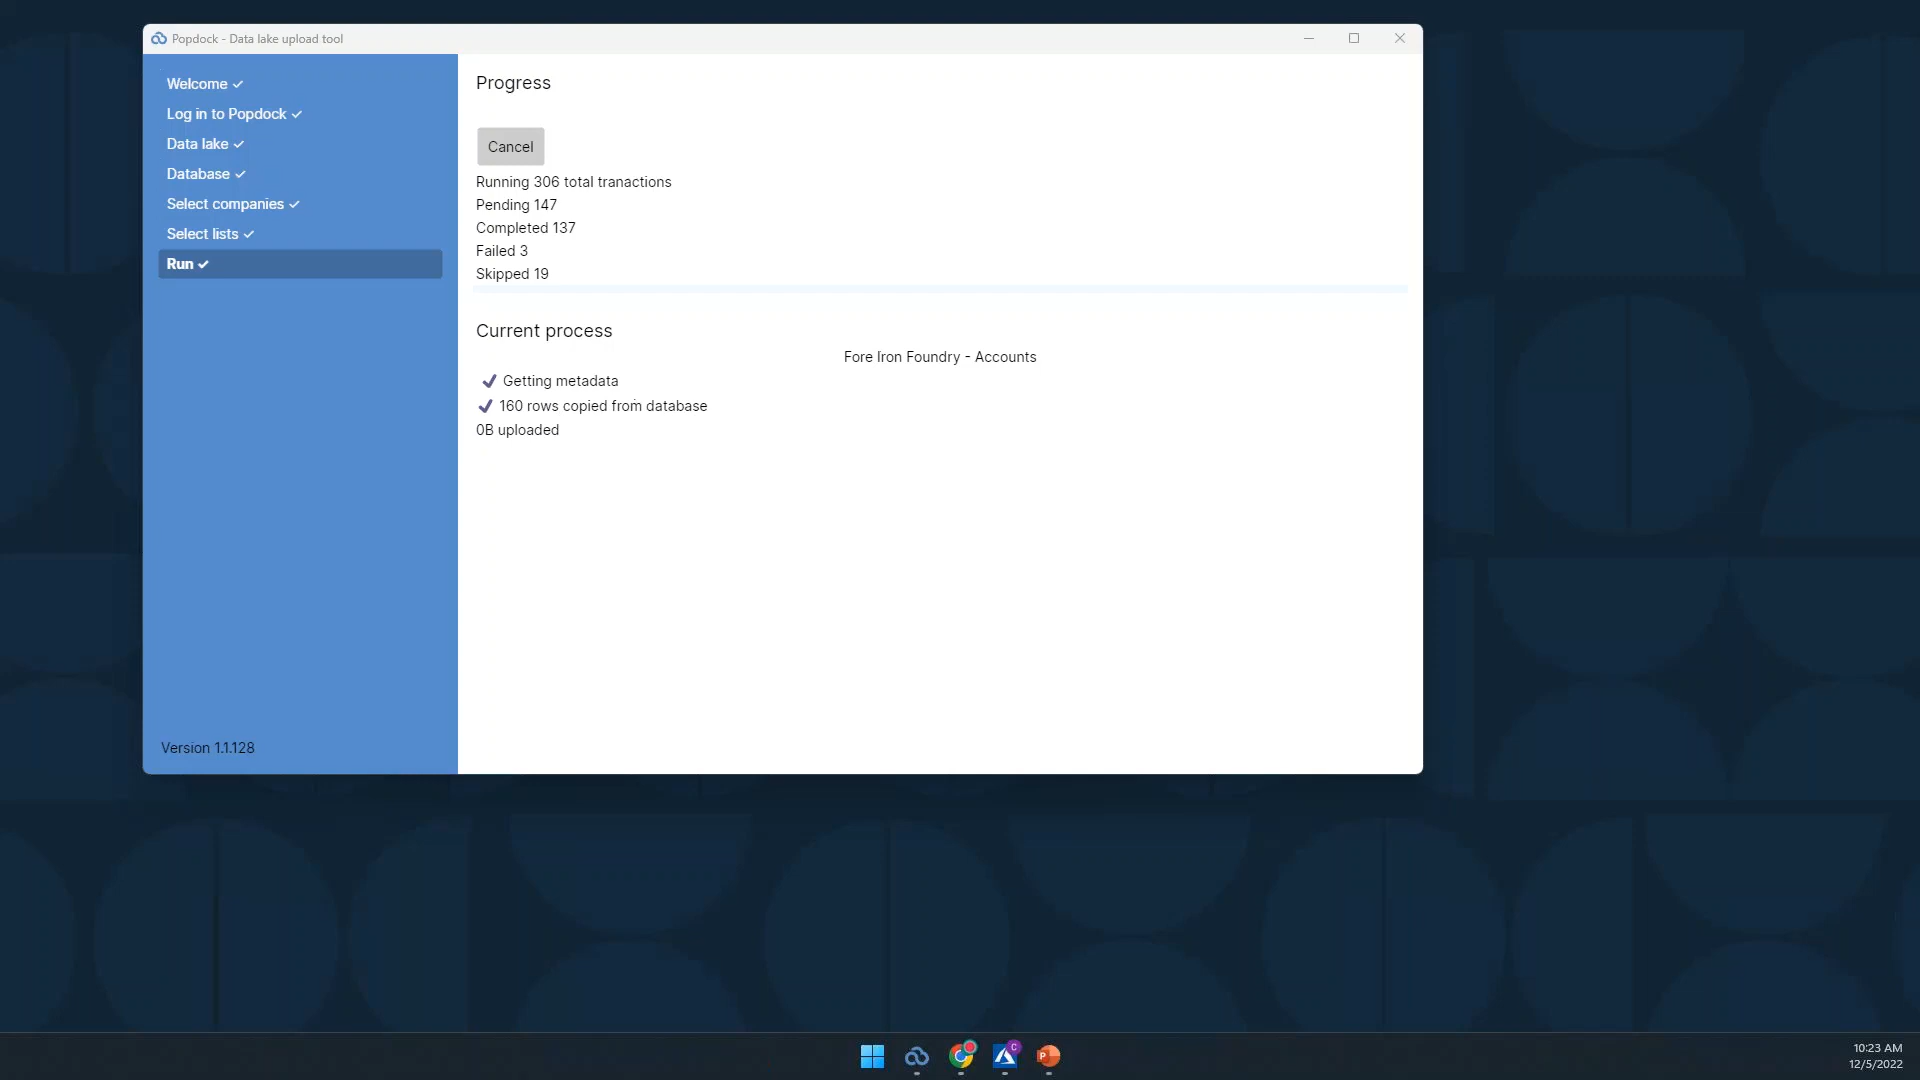 Popdock - Data lake upload tool
Welcome ✓
Log in to Popdock ✓
Data lake ✓
Database ✓
Select companies ✓
Select lists ✓
Run ✓
Version 1.1.128
Progress
Cancel
Running 306 total tranactions
Pending 147
Completed 137
Failed 3
Skipped 19
Current process
Fore Iron Foundry - Accounts
✓ Getting metadata
✓ 160 rows copied from database
0B uploaded
C
P
10:23 AM
12/5/2022